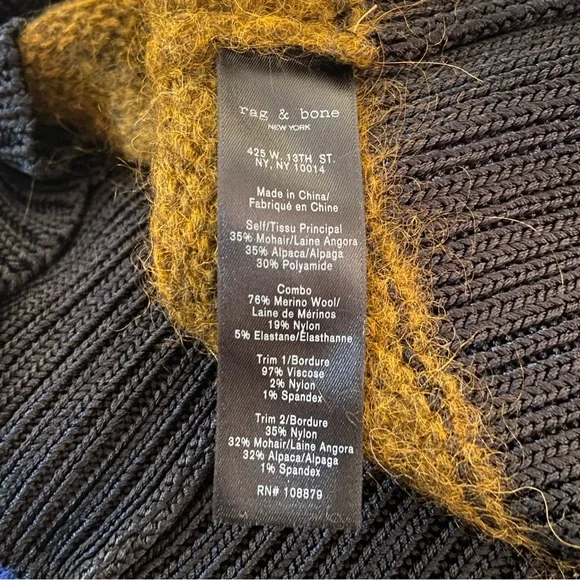 rag & bone
NEW YORK
425 W. 13TH ST.
NY, NY 10014
Made in China/
Fabriqué en Chine
Self/Tissu Principal
35% Mohair/Laine Angora
35% Alpaca/Alpaga
30% Polyamide
Combo
76% Merino Wool/
Laine de Mérinos
19% Nylon
5% Elastane/Élasthanne
Trim 1/Bordure
97% Viscose
2% Nylon
1% Spandex
Trim 2/Bordure
35% Nylon
32% Mohair/Laine Angora
32% Alpaca/Alpaga
1% Spandex
RN# 108879